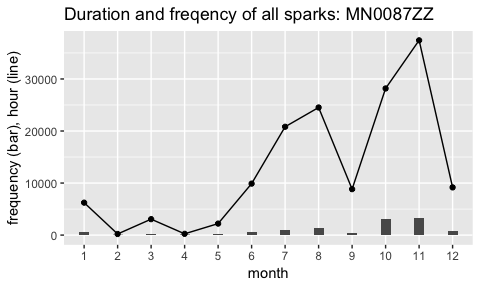 Duration and freqency of all sparks: MN0087ZZ
frequency (bar), hour (line)
30000
20000
10000
0
1 2 3 4 5 6 7 8 9 10 11 12
month